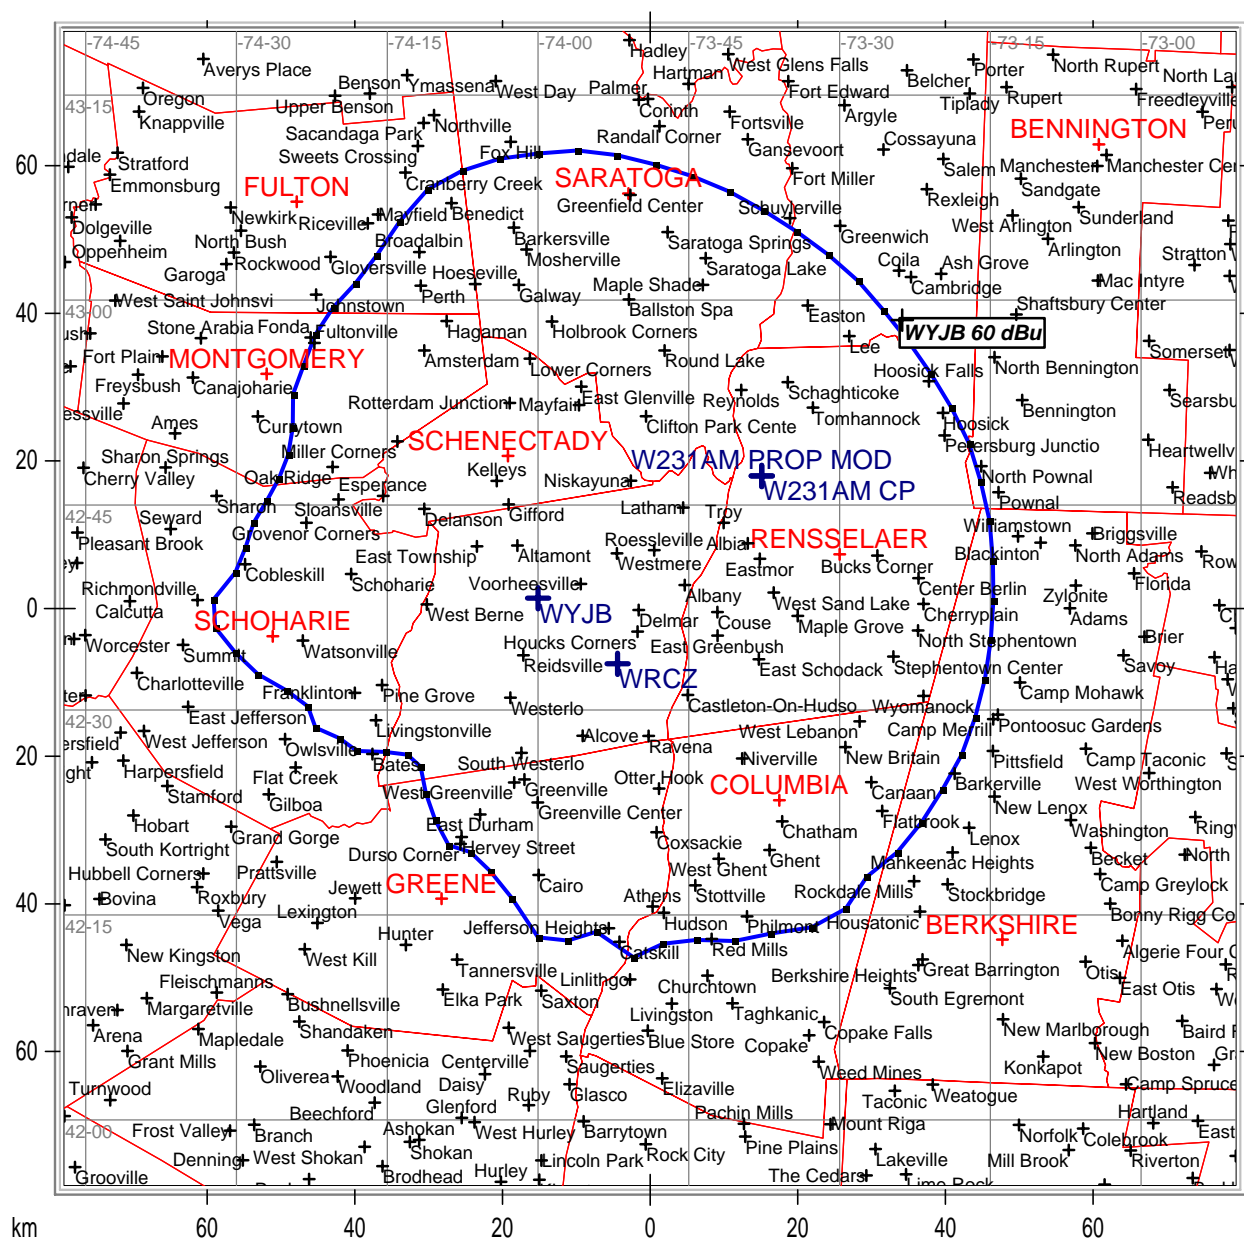 -74-45 -74-30 -74-15 -74-00 -73-45 -73-30 -73-15 -73-00
Hadley
Averys Place
Benson
Ymassena
West Day
Hartman
West Glens Falls
Porter
North Rupert
Belcher
Palmer
Oregon
Upper Benson
Corinth
Fort Edward
Tiplady
Rupert
Freedleyville
43-15
Knappville
Sacandaga Park
Northville
Randall Corner
Fortsville
Argyle
Cossayuna
BENNINGTON
Stratford
Sweets Crossing
Fox Hill
Gansevoort
Salem
Manchester
60
Emmonsburg
FULTON
Cranberry Creek
SARATOGA
Fort Miller
Rexleigh
Sandgate
Newkirk
Riceville
Mayfield
Benedict
Greenfield Center
Schuylerville
West Arlington
Sunderland
Dolgeville
Oppenheim
North Bush
Broadalbin
Barkersville
Saratoga Springs
Greenwich
Arlington
Stratton
Garoga
Rockwood
Gloversville
Hoeseville
Mosherville
Saratoga Lake
Coila
Ash Grove
Mac Intyre
West Saint Johnsvi
Johnstown
Perth
Galway
Maple Shade
Ballston Spa
Cambridge
Shaftsbury Center
40
43-00
Stone Arabia
Fonda
Fultonville
Hagaman
Holbrook Corners
Easton
WYJB 60 dBu
Fort Plain
MONTGOMERY
Amsterdam
Lower Corners
Round Lake
Lee
Hoosick Falls
North Bennington
Somerset
Freysbush
Canajoharie
Rotterdam Junction
Mayfair
East Glenville
Reynolds
Schaghticoke
Tomhannock
Bennington
Ames
Currytown
Clifton Park Cente
Hoosick
Petersburg Junctio
Sharon Springs
Miller Corners
SCHENECTADY
W231AM PROP MOD
20
Cherry Valley
Oak Ridge
Esperance
Kelleys
Niskayuna
W231AM CP
North Pownal
Pownal
Sharon
Sloansville
Delanson
Gifford
Latham
Troy
42-45
Seward
Grovenor Corners
RENSSELAER
Williamstown
Briggsville
Pleasant Brook
East Township
Altamont
Roessleville
Westmere
Eastmor
Bucks Corner
Blackinton
North Adams
Cobleskill
Schoharie
Voorheesville
Center Berlin
Florida
Richmondville
Calcutta
West Berne
WYJB
Albany
West Sand Lake
Cherryplain
Zylonite
Adams
0
SCHOHARIE
Delmar
Couse
Maple Grove
North Stephentown
Brier
Worcester
Summit
Watsonville
Houcks Corners
Reidsville
East Greenbush
East Schodack
Stephentown Center
Savoy
Charlotteville
Franklinton
Pine Grove
WRCZ
Castleton-On-Hudso
Wyomanock
Camp Mohawk
42-30
East Jefferson
Livingstonville
Westerlo
West Lebanon
Camp Merrill
Pontoosuc Gardens
West Jefferson
Owlsville
Alcove
Ravena
New Britain
Pittsfield
Camp Taconic
20
Harpersfield
Flat Creek
Bates
South Westerlo
Niverville
Barkerville
West Worthington
Stamford
Gilboa
West Greenville
Greenville
Otter Hook
COLUMBIA
Canaan
New Lenox
Hobart
Grand Gorge
East Durham
Greenville Center
Flatbrook
Lenox
Washington
South Kortright
Hervey Street
Coxsackie
Chatham
Mahkeenac Heights
Becket
Hubbell Corners
Prattsville
Durso Corner
West Ghent
Ghent
Camp Greylock
Bovina
Roxbury
Jewett
GREENE
Cairo
Stottville
Rockdale Mills
Stockbridge
40
Vega
Lexington
Athens
Hudson
Philmont
Housatonic
Bonny Rigg Co
42-15
Hunter
Jefferson Heights
Catskill
Red Mills
BERKSHIRE
New Kingston
West Kill
Tannersville
Linlithgo
Churchtown
Berkshire Heights
Great Barrington
Otis
Fleischmanns
Margaretville
Bushnellsville
Elka Park
Saxton
Livingston
Taghkanic
South Egremont
East Otis
Arena
Mapledale
Shandaken
West Saugerties
Blue Store
Copake
Copake Falls
New Marlborough
60
Grant Mills
Phoenicia
Centerville
Saugerties
New Boston
Turnwood
Oliverea
Woodland
Daisy
Ruby
Glasco
Elizaville
Weed Mines
Konkapot
Camp Spruce
Beechford
Glenford
Pachin Mills
Taconic
Weatogue
Hartland
42-00
Frost Valley
Branch
Ashokan
West Hurley
Barrytown
Mount Riga
Norfolk
Colebrook
Denning
West Shokan
Shokan
Lincoln Park
Rock City
Pine Plains
Lakeville
Mill Brook
Riverton
Grooville
Brodhead
Hurley
The Cedars
Lime Rock
km 60 40 20 0 20 40 60